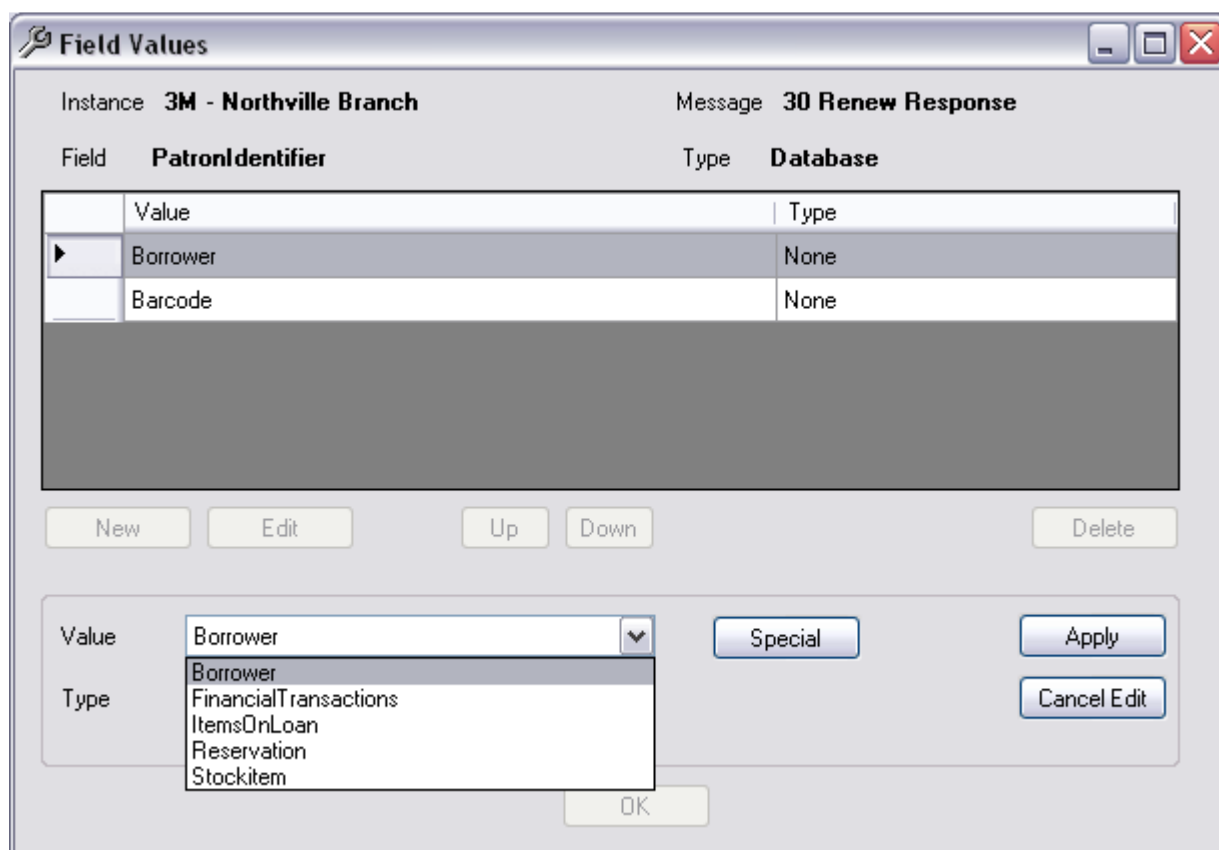 Field Values
Instance 3M - Northville Branch Message 30 Renew Response
Field PatronIdentifier Type Database
Value Type
Borrower None
Barcode None
New Edit Up Down Delete
Value Borrower Special Apply
Borrower
Type FinancialTransactions Cancel Edit
ItemsOnLoan
Reservation
Stockitem
OK